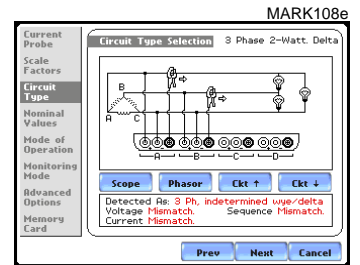 MARK108e
Current
Probe
Scale
Factors
Circuit
Type
Nominal
Values
Mode of
Operation
Monitoring
Mode
Advanced
Options
Memory
Card
Circuit Type Selection 3 Phase 2-Watt. Delta
B
A C
A B C D
Scope Phasor Ckt ↑ Ckt ↓
Detected As: 3 Ph, indetermined wye/delta
Voltage Mismatch. Sequence Mismatch.
Current Mismatch.
Prev Next Cancel